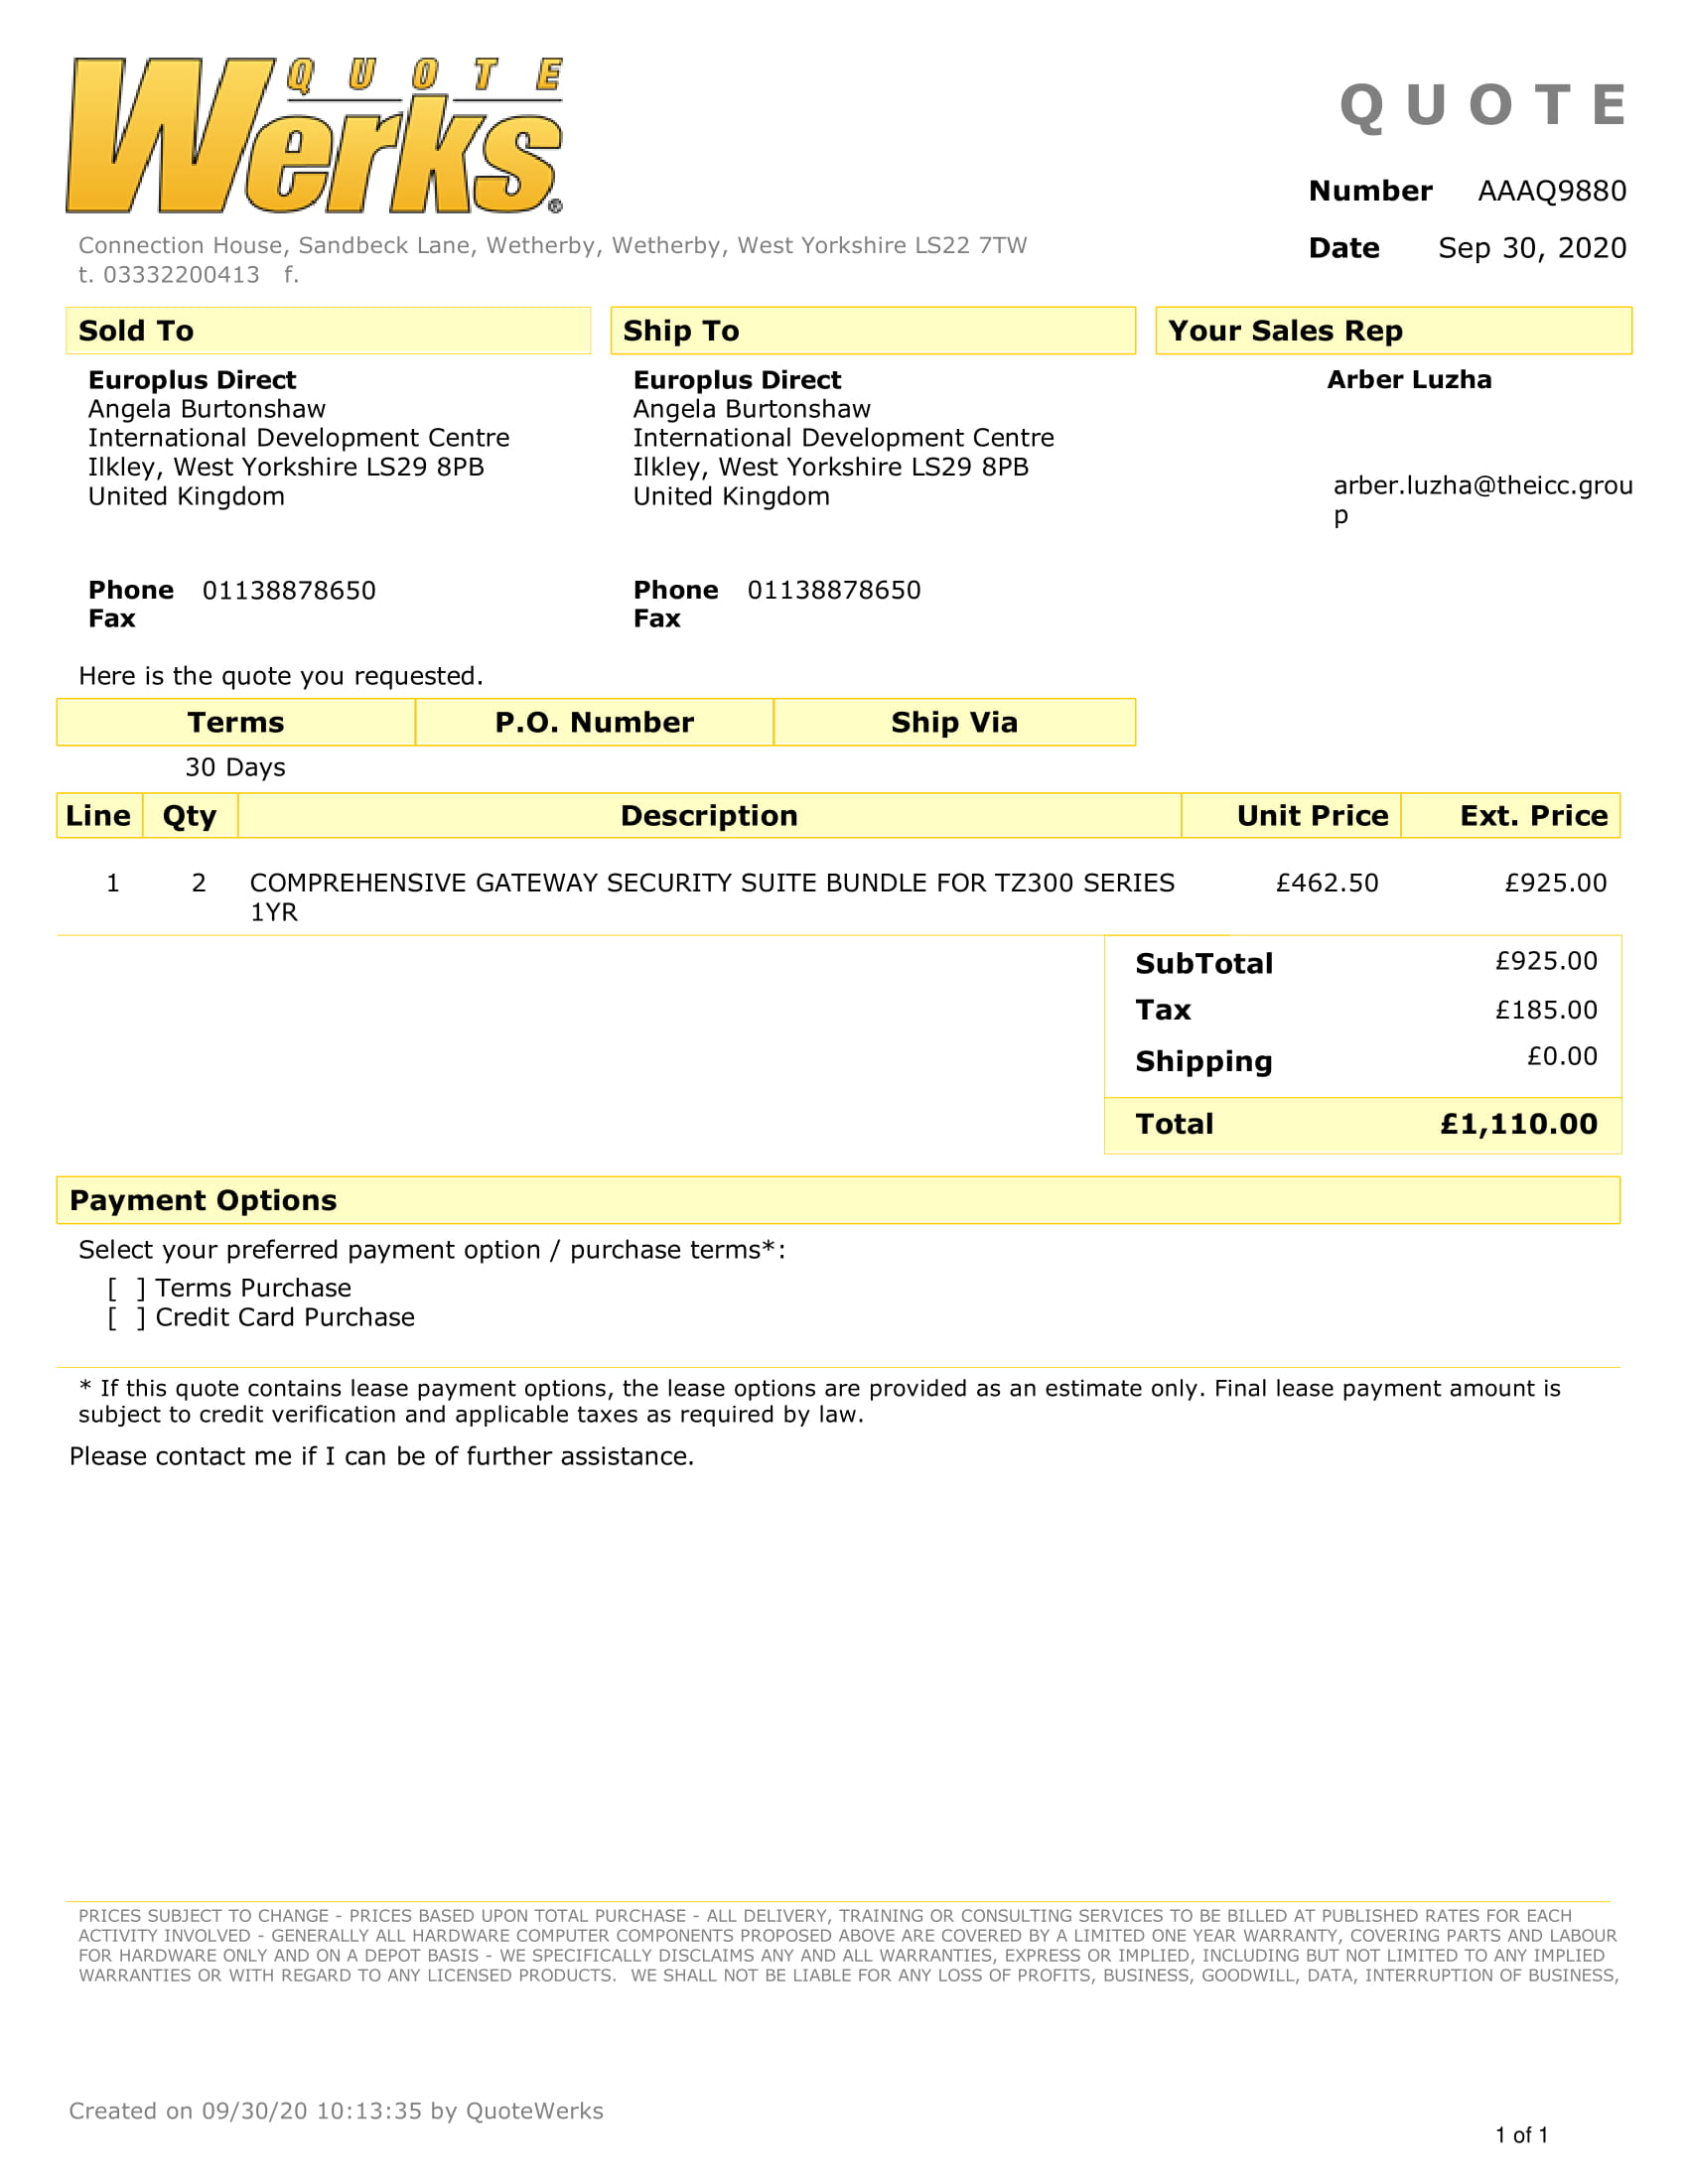 QUOTE
Werks®
QUOTE
Number AAAQ9880
Connection House, Sandbeck Lane, Wetherby, Wetherby, West Yorkshire LS22 7TW
Date Sep 30, 2020
t. 03332200413 f.
Sold To
Europlus Direct
Angela Burtonshaw
International Development Centre
Ilkley, West Yorkshire LS29 8PB
United Kingdom
Phone 01138878650
Fax
Ship To
Europlus Direct
Angela Burtonshaw
International Development Centre
Ilkley, West Yorkshire LS29 8PB
United Kingdom
Phone 01138878650
Fax
Your Sales Rep
Arber Luzha
arber.luzha@theicc.grou
p
Here is the quote you requested.
Terms P.O. Number Ship Via
30 Days
Line Qty Description Unit Price Ext. Price
1 2 COMPREHENSIVE GATEWAY SECURITY SUITE BUNDLE FOR TZ300 SERIES £462.50 £925.00
1YR
SubTotal £925.00
Tax £185.00
Shipping £0.00
Total £1,110.00
Payment Options
Select your preferred payment option / purchase terms*:
[ ] Terms Purchase
[ ] Credit Card Purchase
* If this quote contains lease payment options, the lease options are provided as an estimate only. Final lease payment amount is
subject to credit verification and applicable taxes as required by law.
Please contact me if I can be of further assistance.
PRICES SUBJECT TO CHANGE - PRICES BASED UPON TOTAL PURCHASE - ALL DELIVERY, TRAINING OR CONSULTING SERVICES TO BE BILLED AT PUBLISHED RATES FOR EACH
ACTIVITY INVOLVED - GENERALLY ALL HARDWARE COMPUTER COMPONENTS PROPOSED ABOVE ARE COVERED BY A LIMITED ONE YEAR WARRANTY, COVERING PARTS AND LABOUR
FOR HARDWARE ONLY AND ON A DEPOT BASIS - WE SPECIFICALLY DISCLAIMS ANY AND ALL WARRANTIES, EXPRESS OR IMPLIED, INCLUDING BUT NOT LIMITED TO ANY IMPLIED
WARRANTIES OR WITH REGARD TO ANY LICENSED PRODUCTS. WE SHALL NOT BE LIABLE FOR ANY LOSS OF PROFITS, BUSINESS, GOODWILL, DATA, INTERRUPTION OF BUSINESS,
Created on 09/30/20 10:13:35 by QuoteWerks
1 of 1